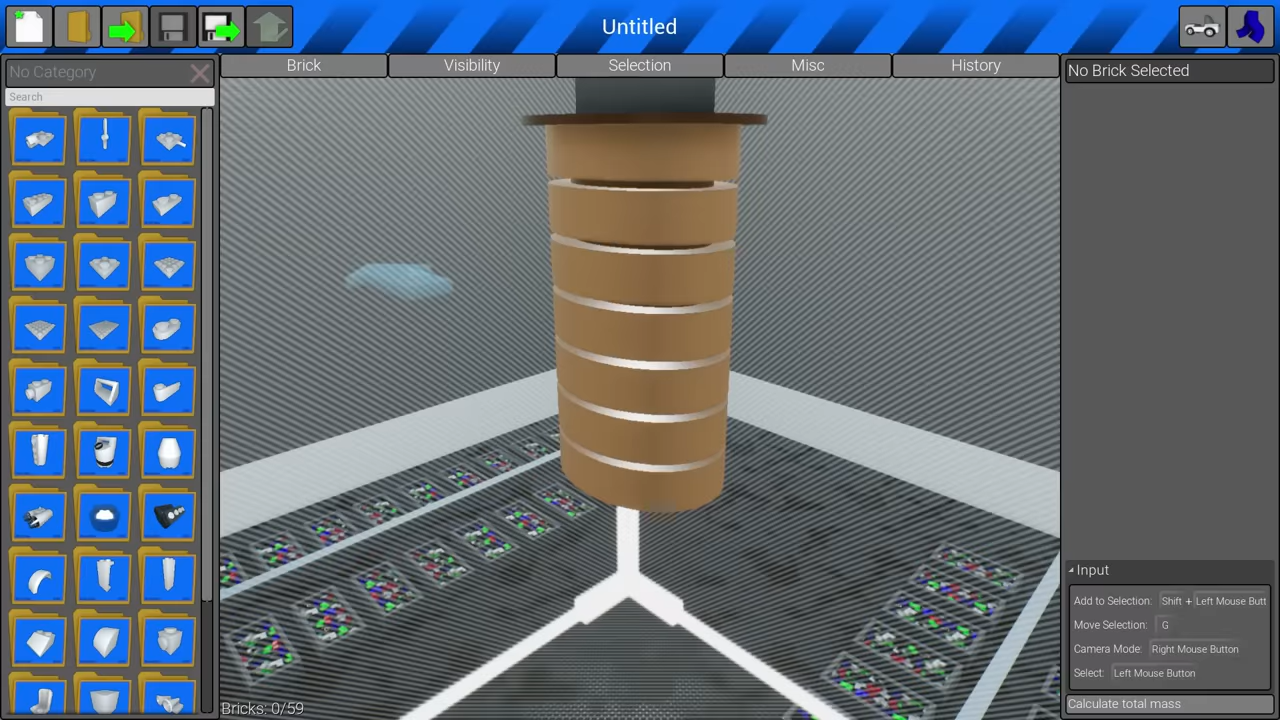 Untitled
No Category
Search
Brick
Visibility
Selection
Misc
History
No Brick Selected
Bricks: 0/59
Input
Add to Selection: Shift + Left Mouse Butt
Move Selection: G
Camera Mode: Right Mouse Button
Select: Left Mouse Button
Calculate total mass